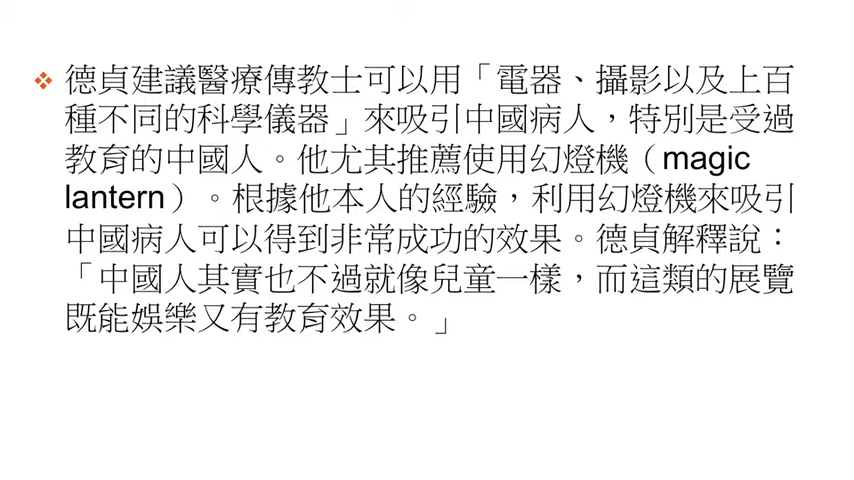 德貞建議醫療傳教士可以用「電器、攝影以及上百
種不同的科學儀器」來吸引中國病人，特別是受過
教育的中國人。他尤其推薦使用幻燈機（magic
lantern）。根據他本人的經驗，利用幻燈機來吸引
中國病人可以得到非常成功的效果。德貞解釋說：
「中國人其實也不過就像兒童一樣，而這類的展覽
既能娛樂又有教育效果。」